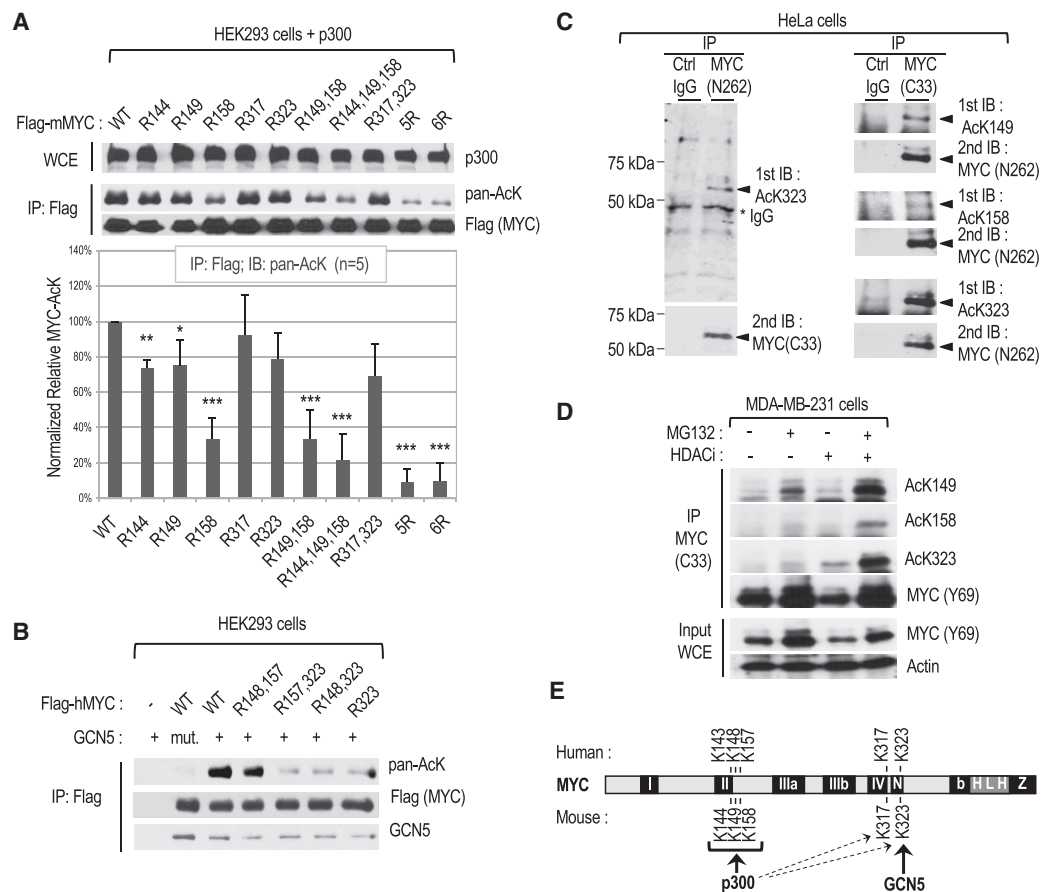 A
HEK293 cells + p300
Flag-mMYC : WT R144 R149 R158 R317 R323 R149,158 R144,149,158 R317,323 5R 6R
WCE p300
IP: Flag pan-AcK
Flag (MYC)
IP: Flag; IB: pan-AcK (n=5)
Normalized Relative MYC-AcK
140%
120%
100%
80%
60%
40%
20%
0%
** * *** *** *** *** ***
WT R144 R149 R158 R317 R323 R149,158 R144,149,158 R317,323 5R 6R
B
HEK293 cells
Flag-hMYC : - WT WT R148,157 R157,323 R148,323 R323
GCN5 : + mut. + + + + +
IP: Flag
pan-AcK
Flag (MYC)
GCN5
C
HeLa cells
IP
Ctrl IgG
MYC (N262)
75 kDa
50 kDa
1st IB :
AcK323
* IgG
75 kDa
50 kDa
2nd IB :
MYC(C33)
IP
Ctrl IgG
MYC (C33)
1st IB :
AcK149
2nd IB :
MYC (N262)
1st IB :
AcK158
2nd IB :
MYC (N262)
1st IB :
AcK323
2nd IB :
MYC (N262)
D
MDA-MB-231 cells
MG132 : - + - +
HDACi : - - + +
IP
MYC
(C33)
AcK149
AcK158
AcK323
MYC (Y69)
Input
WCE
MYC (Y69)
Actin
E
Human : K143 K148 K157 K317 K323
MYC I II IIIa IIIb IV N b H L H Z
Mouse : K144 K149 K158 K317 K323
p300
GCN5